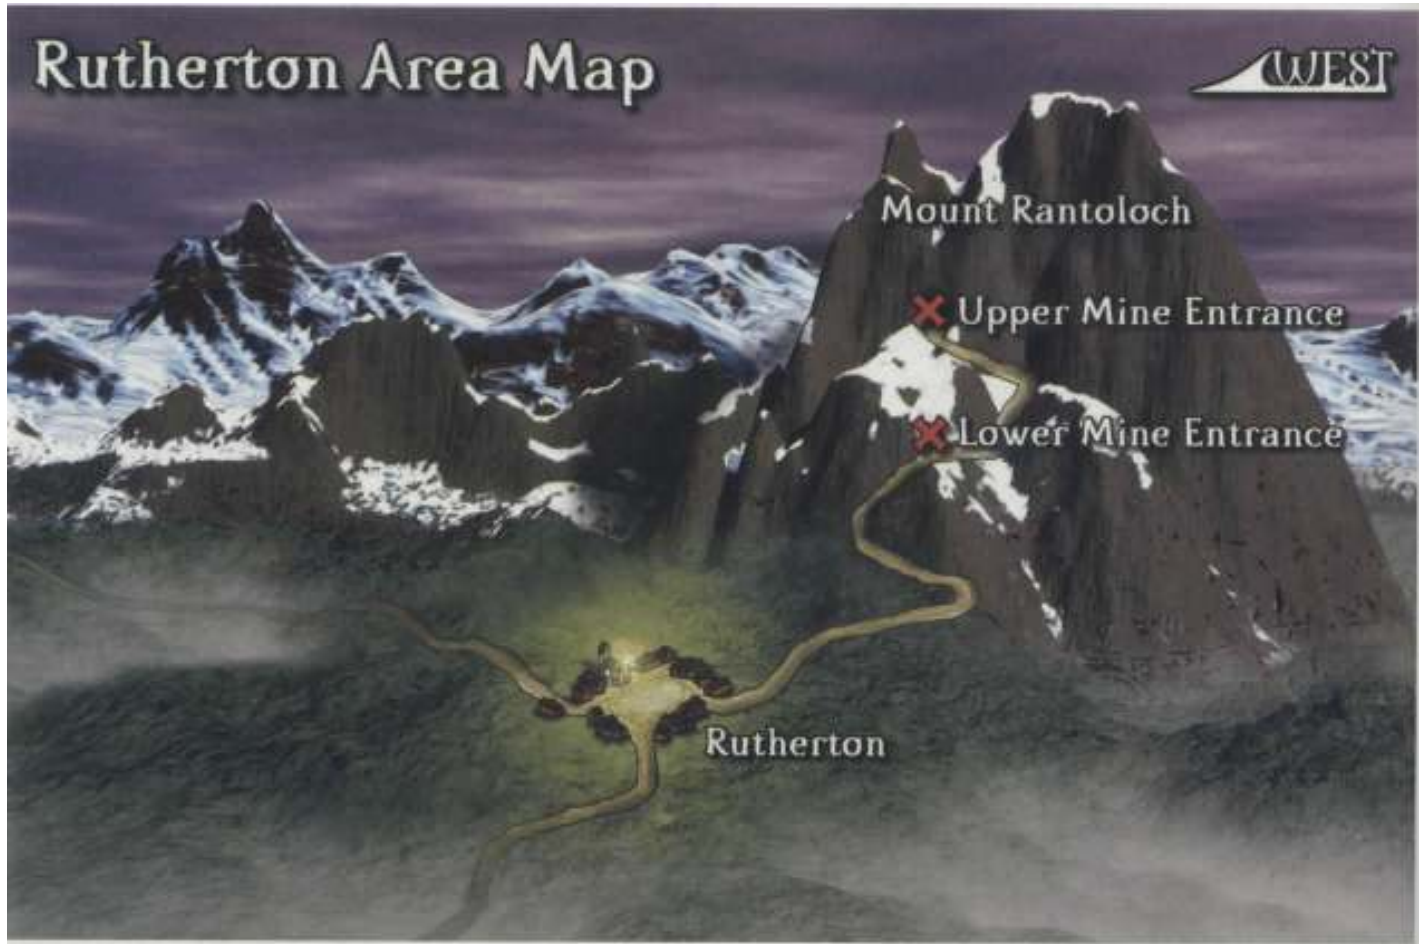 Rutherton Area Map
WEST
Mount Rantoloch
Upper Mine Entrance
Lower Mine Entrance
Rutherton